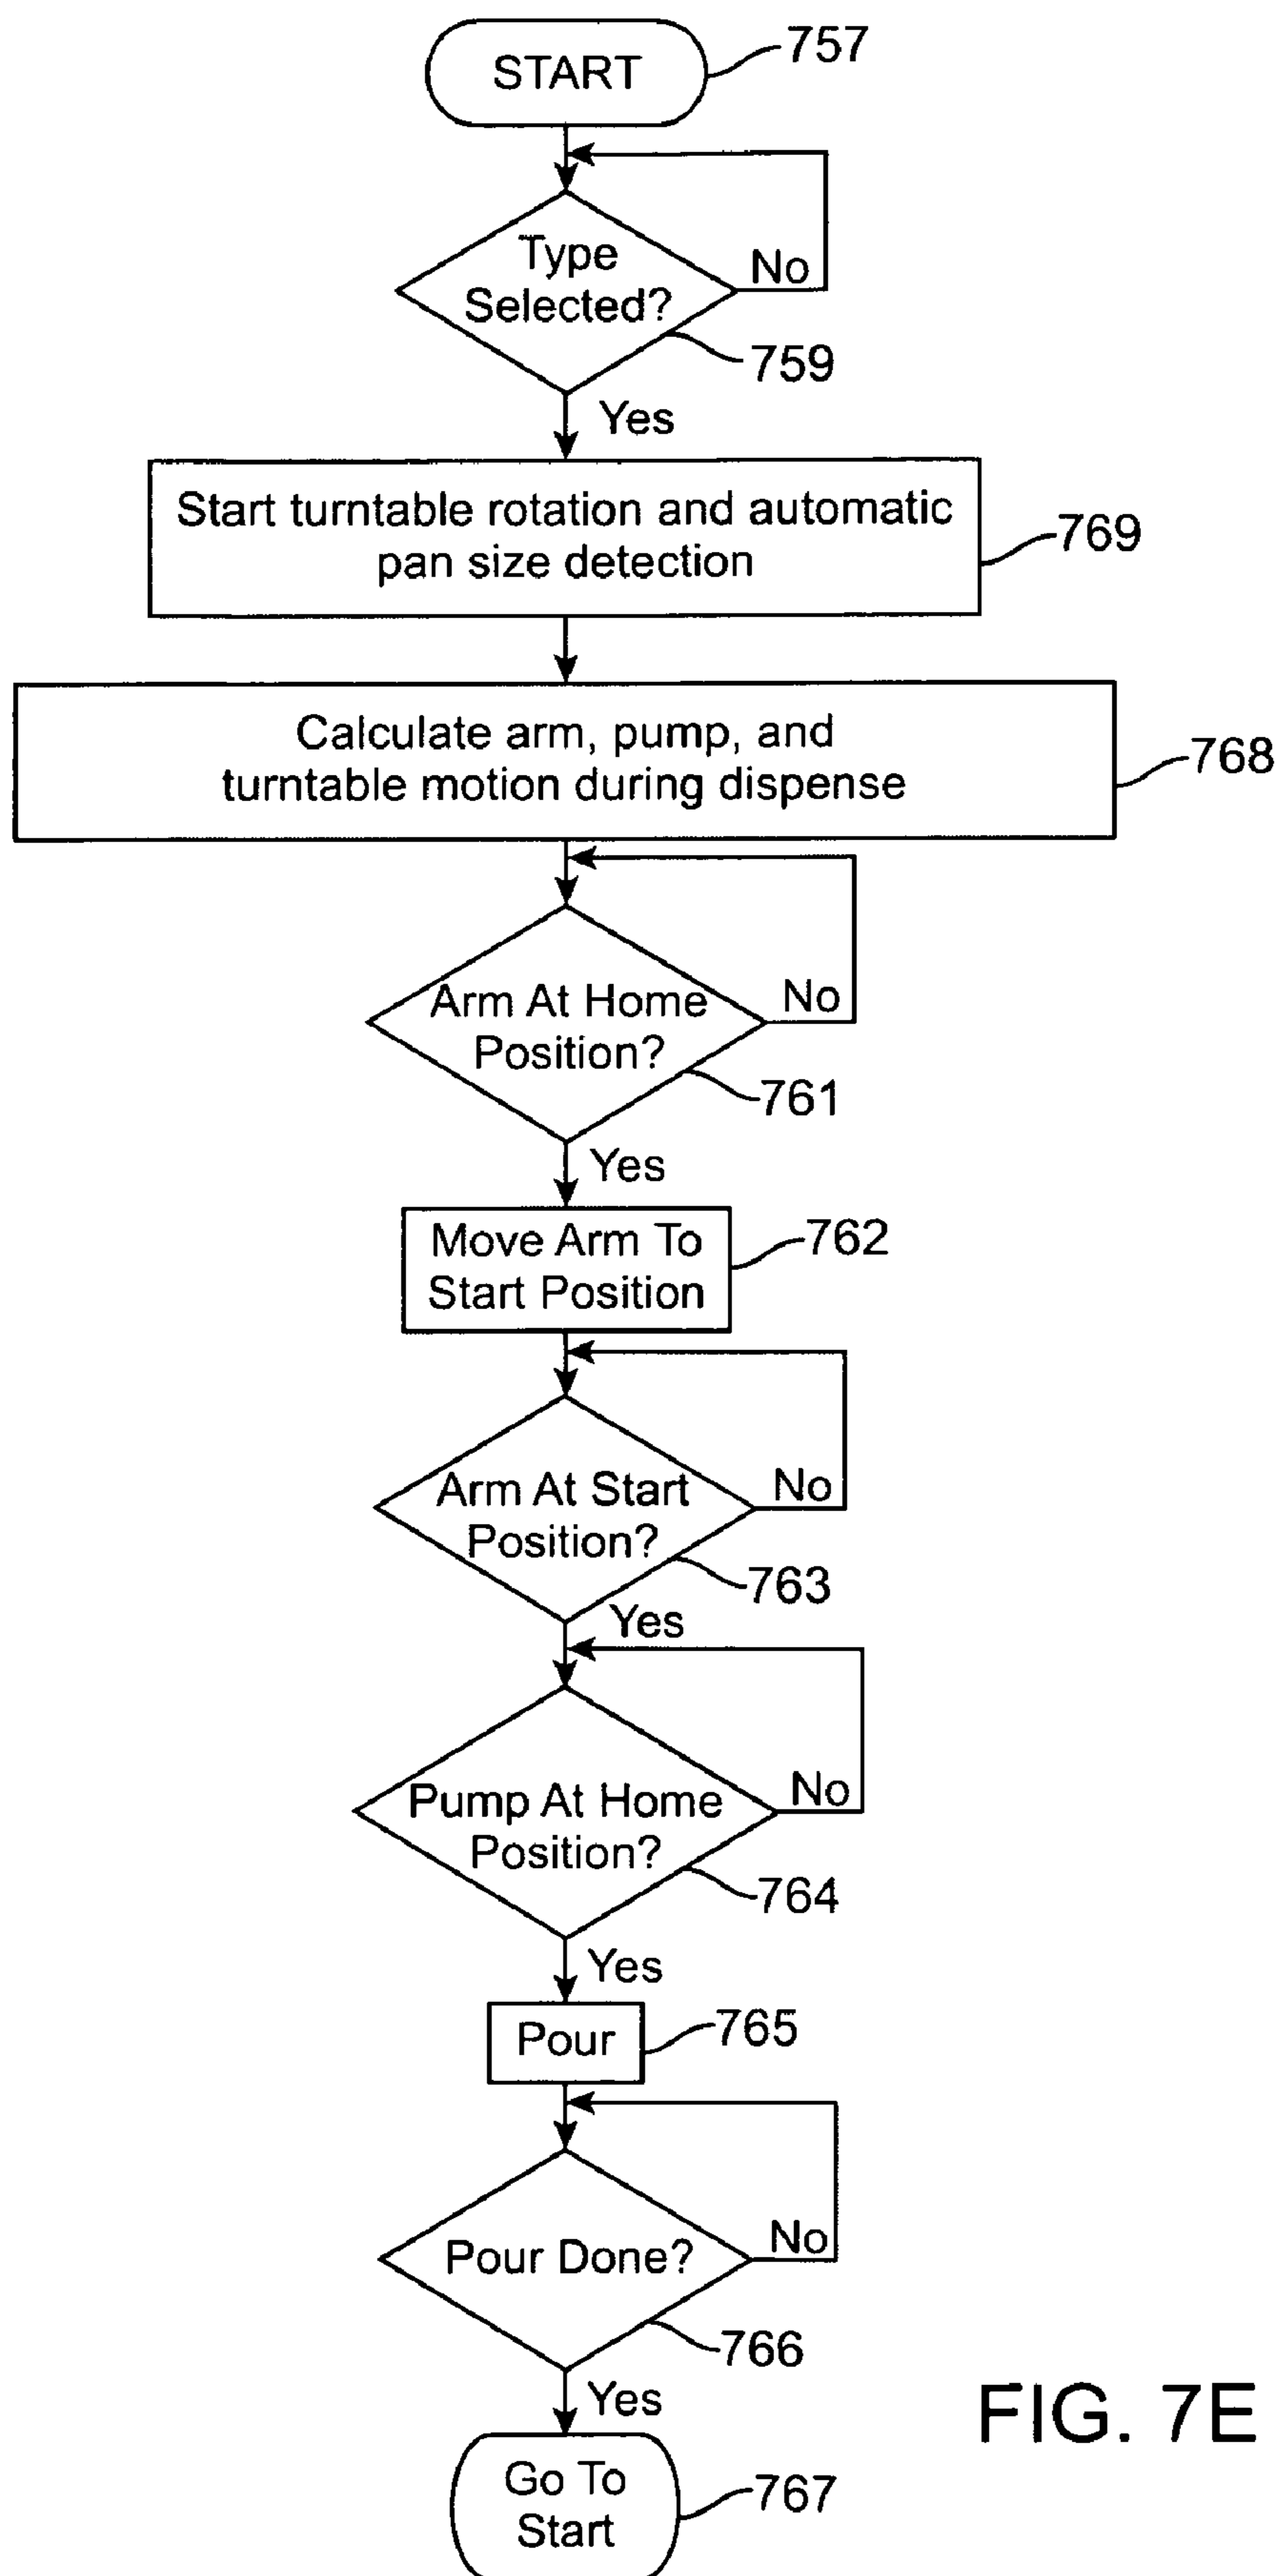 START
757
Type
Selected?
No
759
Yes
Start turntable rotation and automatic
pan size detection
769
Calculate arm, pump, and
turntable motion during dispense
768
Arm At Home
Position?
No
761
Yes
Move Arm To
Start Position
762
Arm At Start
Position?
No
763
Yes
Pump At Home
Position?
No
764
Yes
Pour
765
Pour Done?
No
766
Yes
Go To
Start
767
FIG. 7E